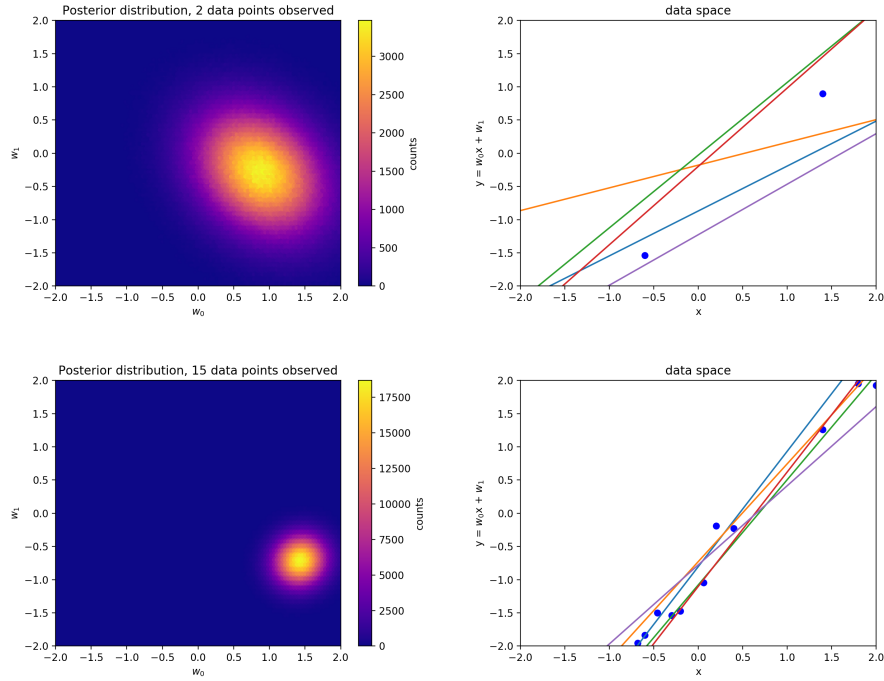 Posterior distribution, 2 data points observed
2.0
1.5
1.0
0.5
0.0
−0.5
−1.0
−1.5
−2.0
w₁
−2.0 −1.5 −1.0 −0.5 0.0 0.5 1.0 1.5 2.0
w₀
3000
2500
2000
1500
1000
500
0
counts
data space
2.0
1.5
1.0
0.5
0.0
−0.5
−1.0
−1.5
−2.0
y = w₀x + w₁
−2.0 −1.5 −1.0 −0.5 0.0 0.5 1.0 1.5 2.0
x
Posterior distribution, 15 data points observed
2.0
1.5
1.0
0.5
0.0
−0.5
−1.0
−1.5
−2.0
w₁
−2.0 −1.5 −1.0 −0.5 0.0 0.5 1.0 1.5 2.0
w₀
17500
15000
12500
10000
7500
5000
2500
0
counts
data space
2.0
1.5
1.0
0.5
0.0
−0.5
−1.0
−1.5
−2.0
y = w₀x + w₁
−2.0 −1.5 −1.0 −0.5 0.0 0.5 1.0 1.5 2.0
x